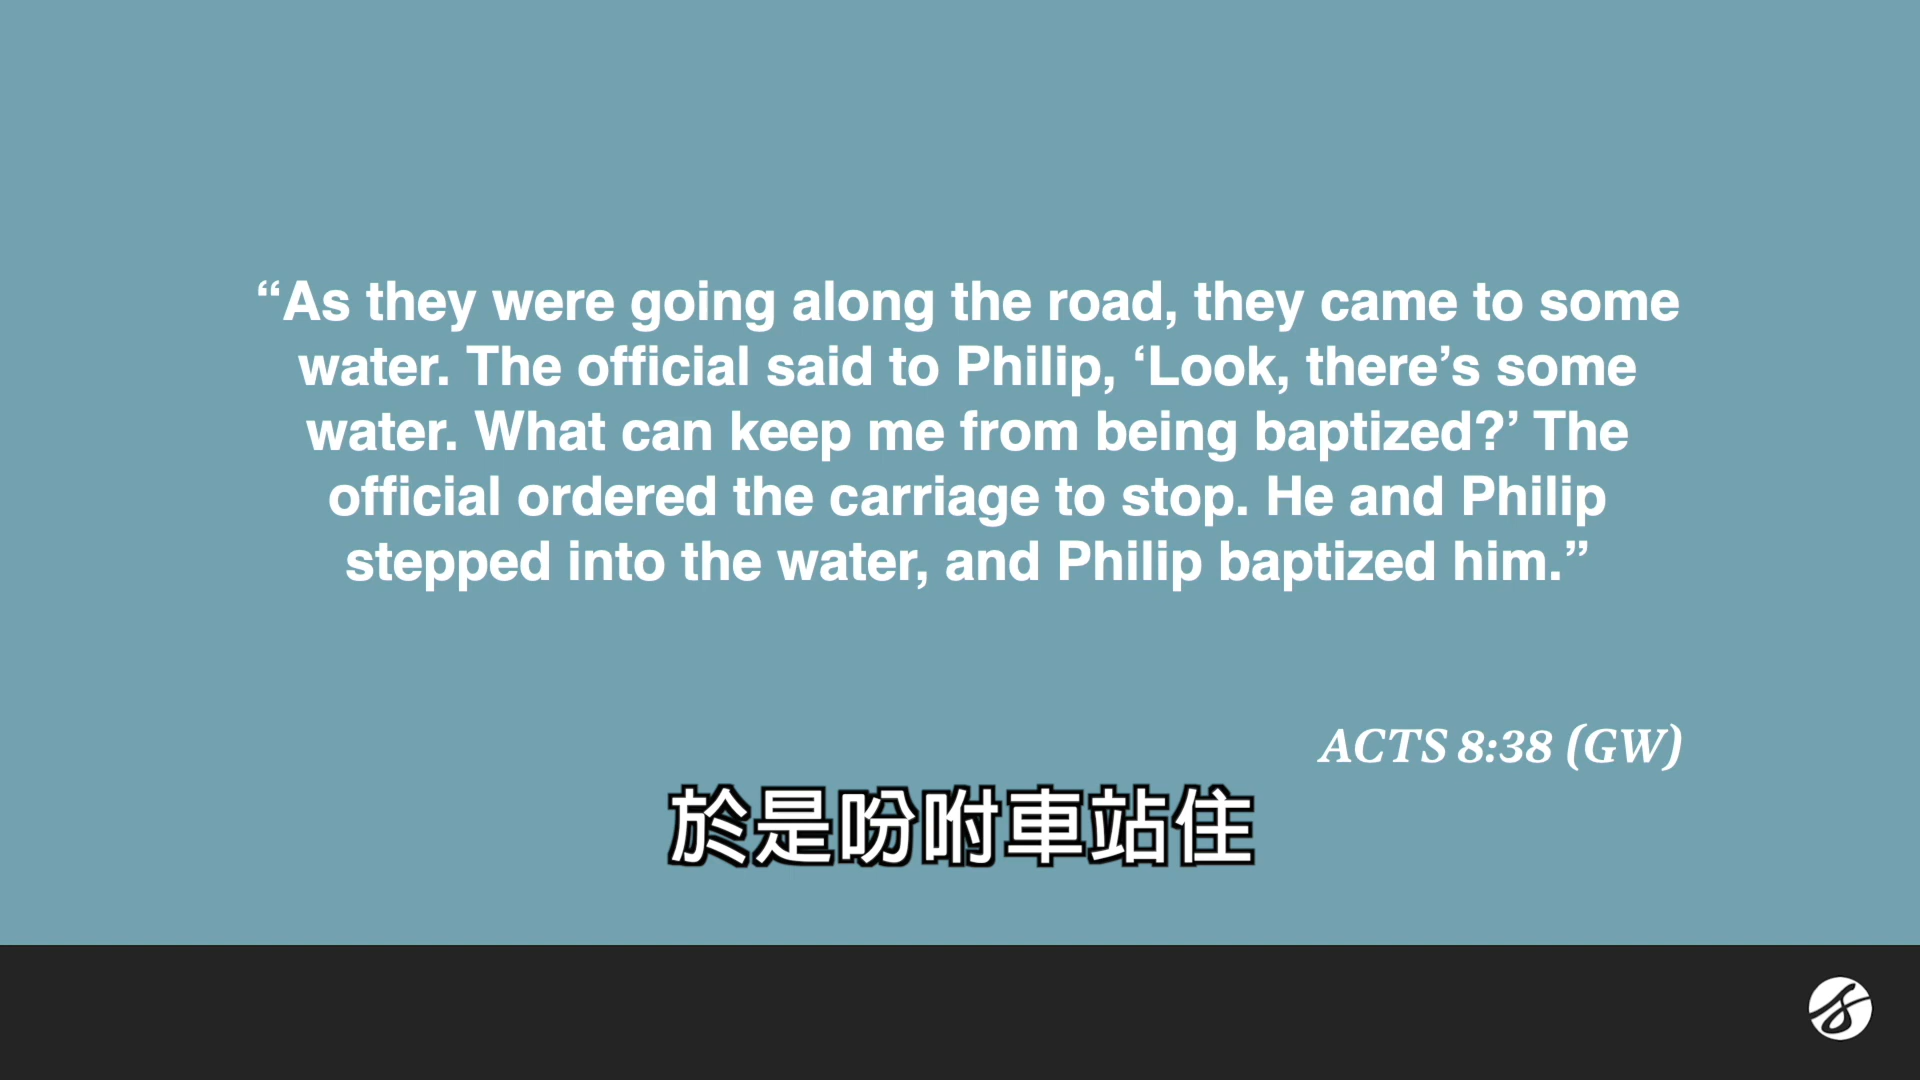 “As they were going along the road, they came to some
water. The official said to Philip, ‘Look, there’s some
water. What can keep me from being baptized?’ The
official ordered the carriage to stop. He and Philip
stepped into the water, and Philip baptized him.”
ACTS 8:38 (GW)
於是吩咐車站住